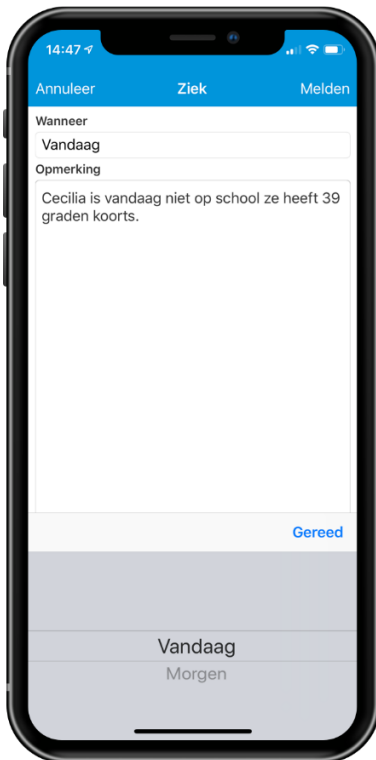 14:47
Annuleer Ziek Melden
Wanneer
Vandaag
Opmerking
Cecilia is vandaag niet op school ze heeft 39
graden koorts.
Gereed
Vandaag
Morgen